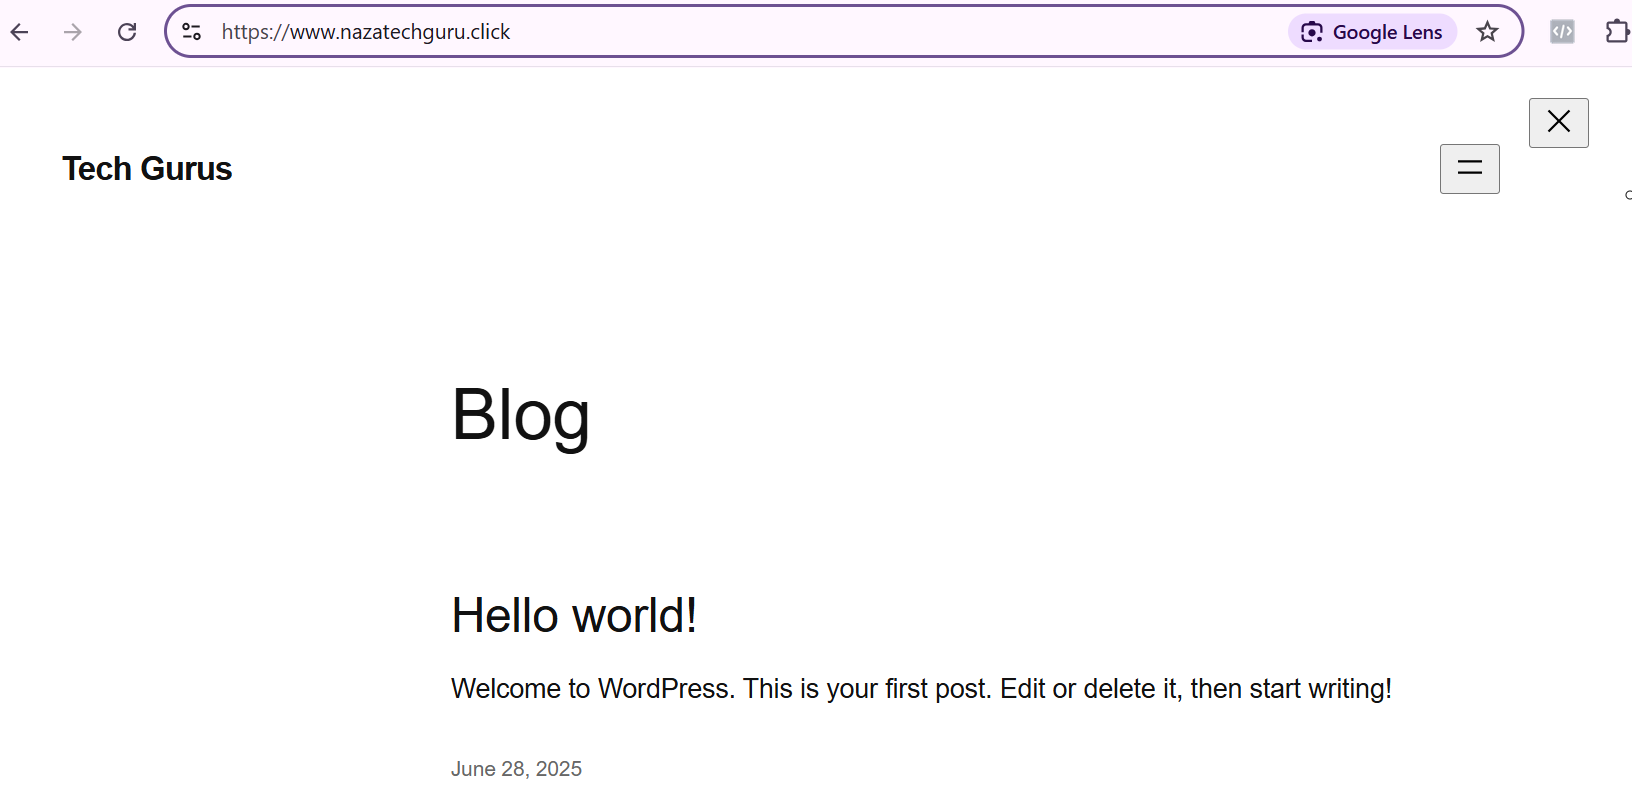 https://www.nazatechguru.click
Google Lens
Tech Gurus
Blog
Hello world!
Welcome to WordPress. This is your first post. Edit or delete it, then start writing!
June 28, 2025